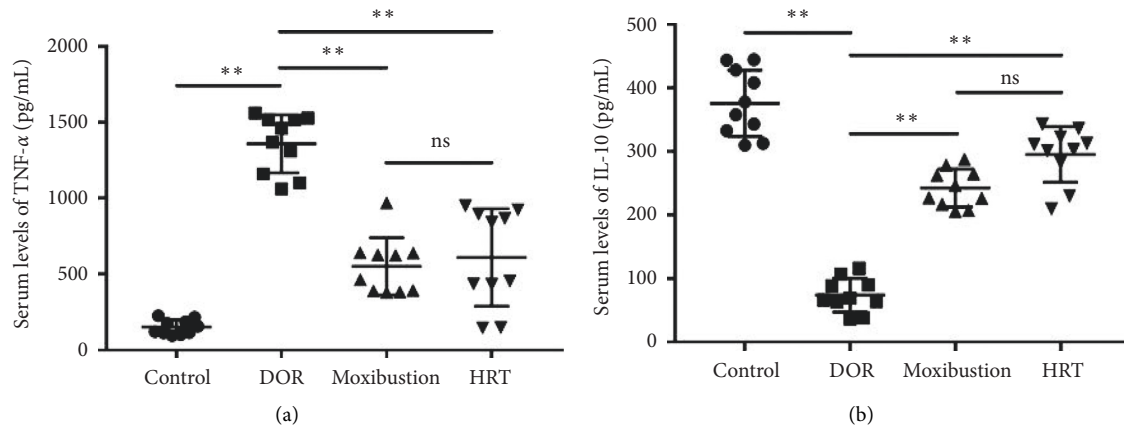 Serum levels of TNF-α (pg/mL)
2000
1500
1000
500
0
**
**
**
ns
Control
DOR
Moxibustion
HRT
(a)
Serum levels of IL-10 (pg/mL)
500
400
300
200
100
0
**
**
ns
**
Control
DOR
Moxibustion
HRT
(b)